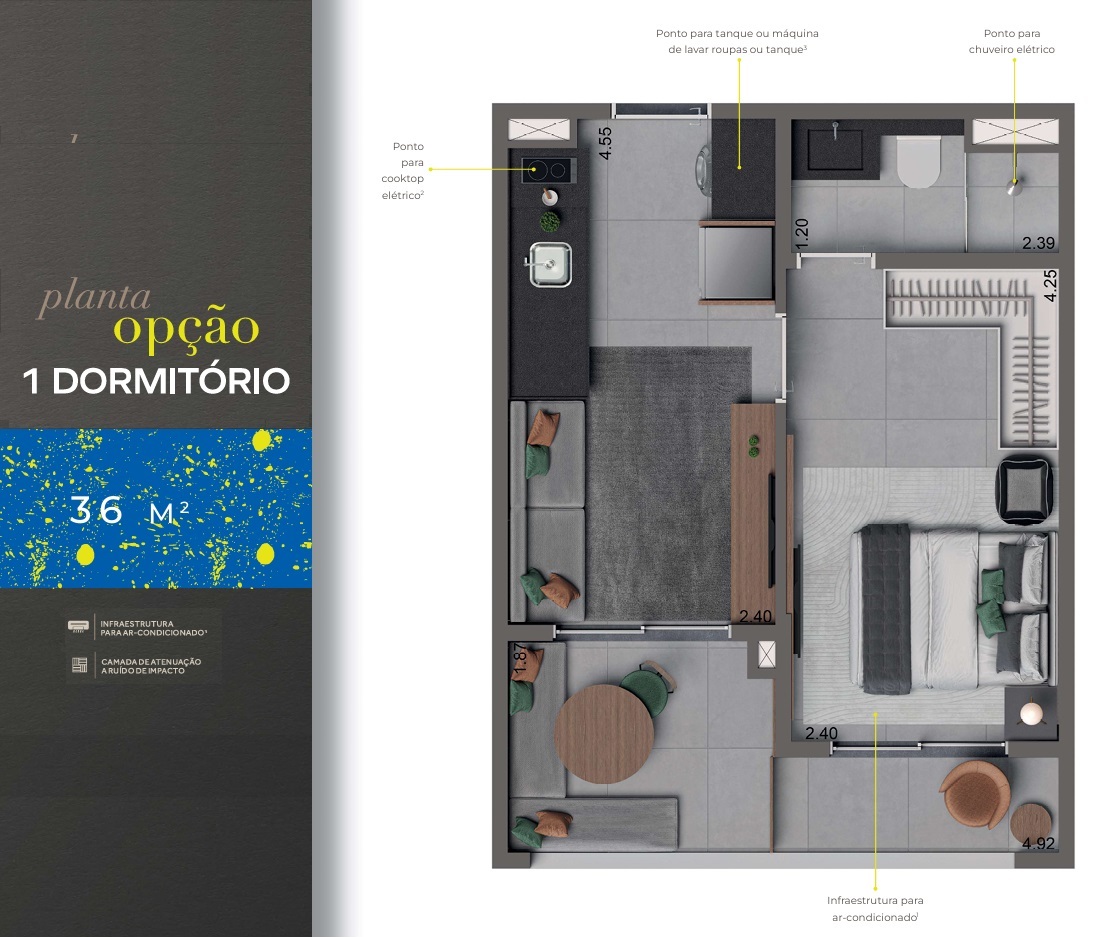 planta
opção
1 DORMITÓRIO
36 M²
INFRAESTRUTURA
PARA AR-CONDICIONADO¹
CAMADA DE ATENUAÇÃO
A RUÍDO DE IMPACTO
Ponto para tanque ou máquina
de lavar roupas ou tanque³
Ponto para
chuveiro elétrico
Ponto
para
cooktop
elétrico²
4.55
1.20
2.39
4.25
2.40
1.87
2.40
4.92
Infraestrutura para
ar-condicionado¹